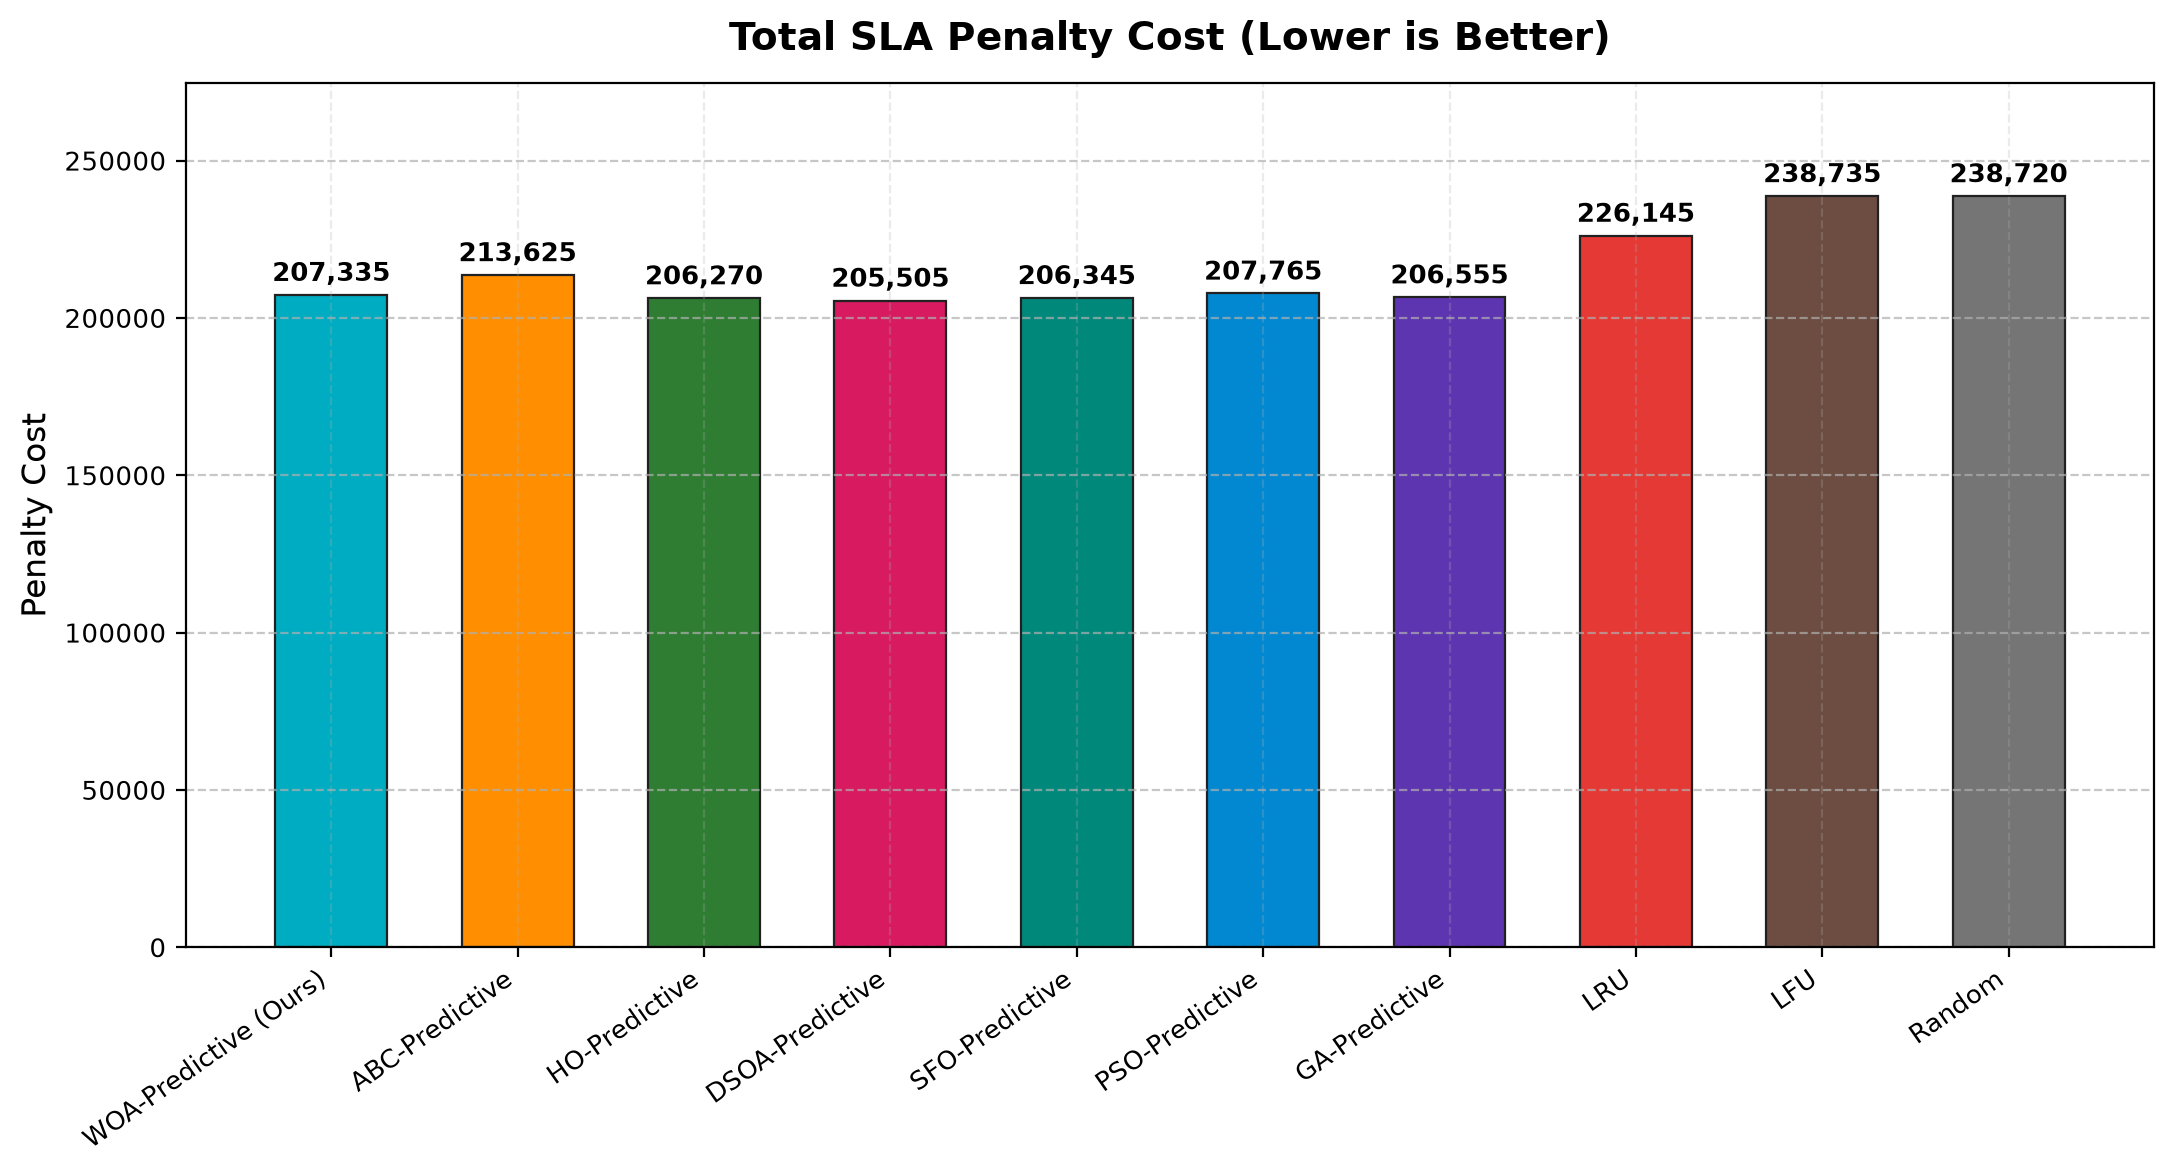 Total SLA Penalty Cost (Lower is Better)
Penalty Cost
250000
200000
150000
100000
50000
0
207,335
213,625
206,270
205,505
206,345
207,765
206,555
226,145
238,735
238,720
WOA-Predictive (Ours)
ABC-Predictive
HO-Predictive
DSOA-Predictive
SFO-Predictive
PSO-Predictive
GA-Predictive
LRU
LFU
Random